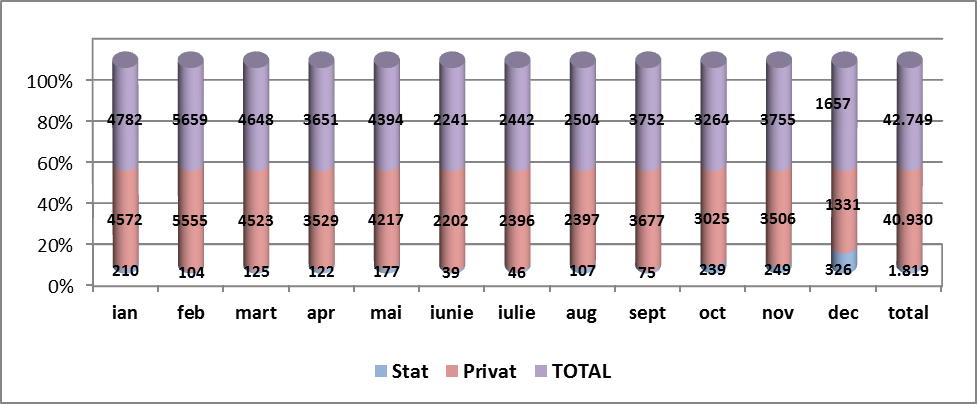 100%
80%
60%
40%
20%
0%
4782 5659 4648 3651 4394 2241 2442 2504 3752 3264 3755 1657 42.749
4572 5555 4523 3529 4217 2202 2396 2397 3677 3025 3506 1331 40.930
210 104 125 122 177 39 46 107 75 239 249 326 1.819
ian feb mart apr mai iunie iulie aug sept oct nov dec total
Stat Privat TOTAL